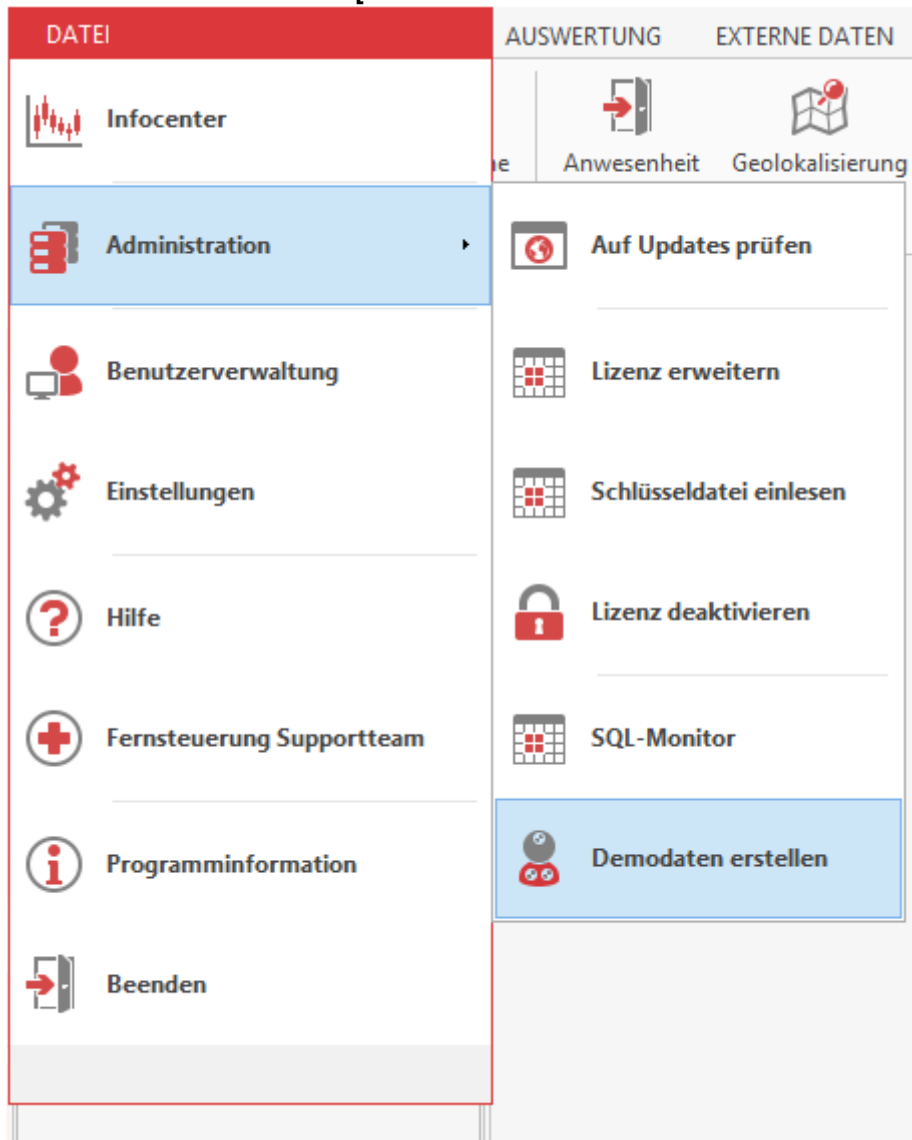 DATEI
AUSWERTUNG EXTERNE DATEN
Infocenter
Anwesenheit Geolokalisierung
Administration
Auf Updates prüfen
Benutzerverwaltung
Lizenz erweitern
Einstellungen
Schlüsseldatei einlesen
Hilfe
Lizenz deaktivieren
Fernsteuerung Supportteam
SQL-Monitor
Programminformation
Demodaten erstellen
Beenden